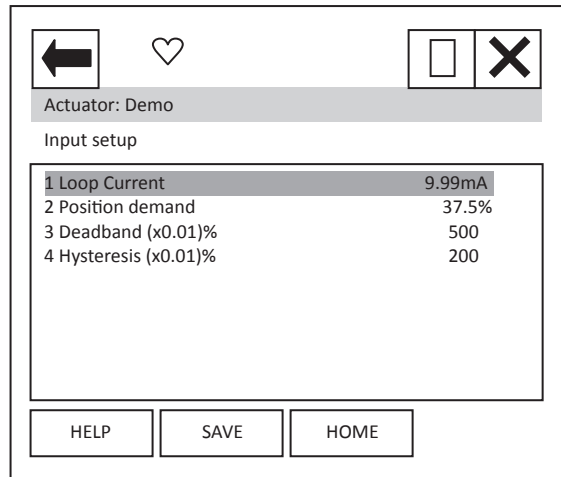 Actuator: Demo
Input setup
1 Loop Current 9.99mA
2 Position demand 37.5%
3 Deadband (x0.01)% 500
4 Hysteresis (x0.01)% 200
HELP SAVE HOME